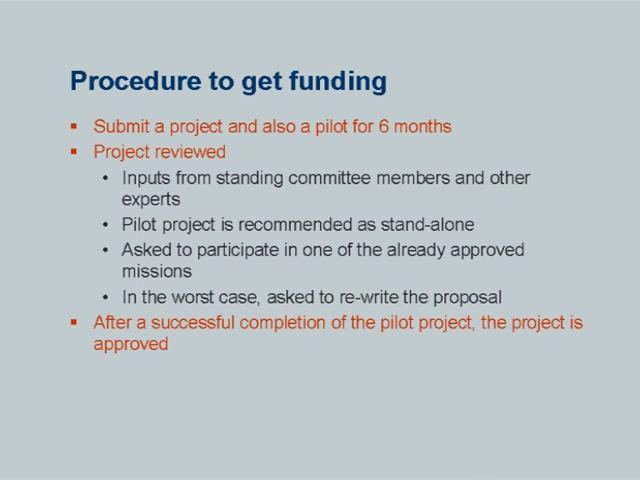 Procedure to get funding
▪ Submit a project and also a pilot for 6 months
▪ Project reviewed
• Inputs from standing committee members and other
experts
• Pilot project is recommended as stand-alone
• Asked to participate in one of the already approved
missions
• In the worst case, asked to re-write the proposal
▪ After a successful completion of the pilot project, the project is
approved